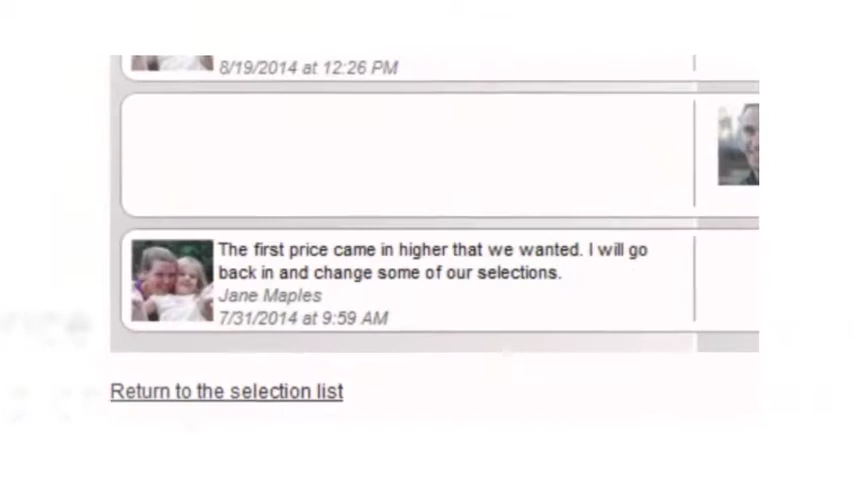 8/19/2014 at 12:26 PM
The first price came in higher that we wanted. I will go
back in and change some of our selections.
Jane Maples
7/31/2014 at 9:59 AM
Return to the selection list